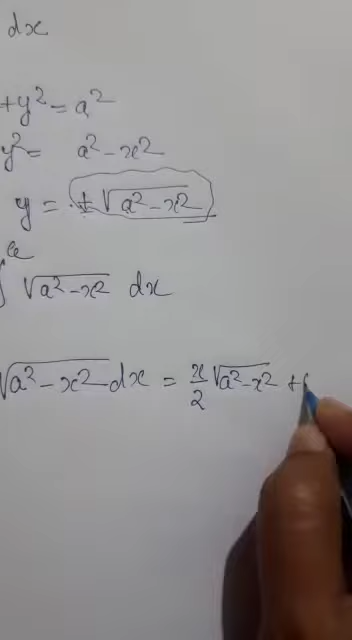 dx
+y² = a²
y² = a² - x²
y = ± √a² - x²
a
∫ √a² - x² dx
√a² - x² dx = x/2 √a² - x² +